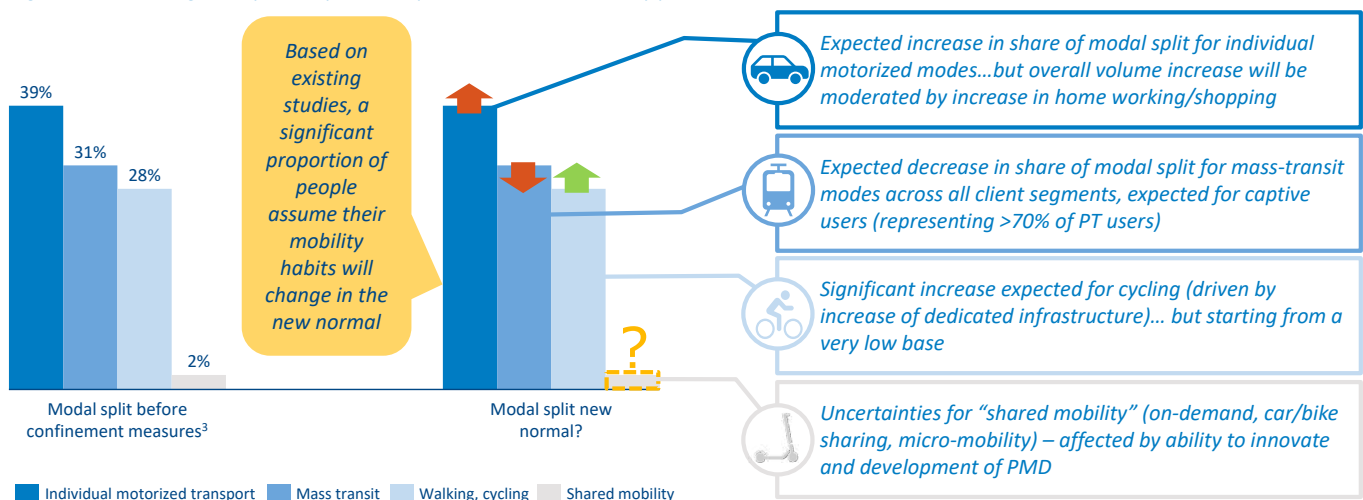 Based on
existing
studies, a
significant
proportion of
people
assume their
mobility
habits will
change in the
new normal
39%
31%
28%
2%
Modal split before
confinement measures³
?
Modal split new
normal?
Expected increase in share of modal split for individual
motorized modes...but overall volume increase will be
moderated by increase in home working/shopping
Expected decrease in share of modal split for mass-transit
modes across all client segments, expected for captive
users (representing >70% of PT users)
Significant increase expected for cycling (driven by
increase of dedicated infrastructure)... but starting from a
very low base
Uncertainties for “shared mobility” (on-demand, car/bike
sharing, micro-mobility) – affected by ability to innovate
and development of PMD
Individual motorized transport
Mass transit
Walking, cycling
Shared mobility